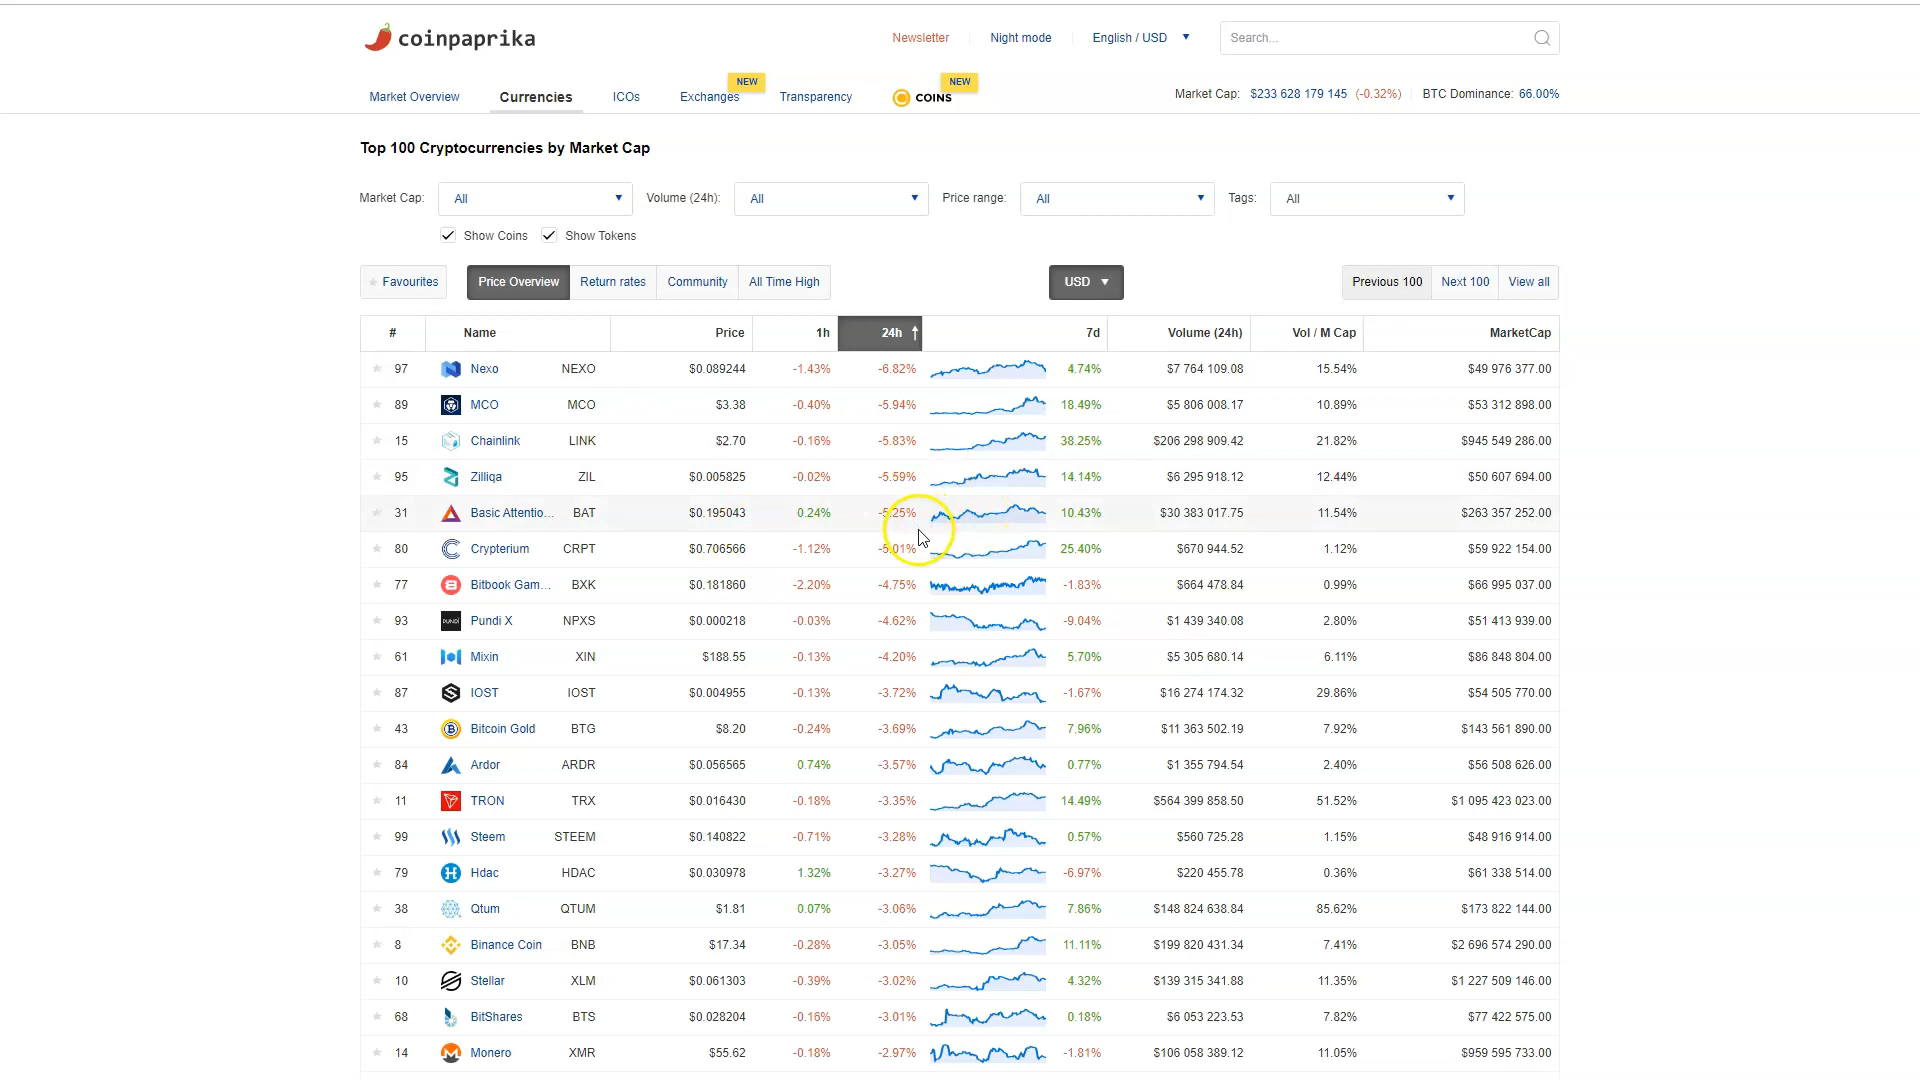 coinpaprika
Newsletter Night mode English / USD Search...
NEW NEW
Market Overview Currencies ICOs Exchanges Transparency COINS Market Cap: $233 628 179 145 (-0.32%) BTC Dominance: 66.00%
Top 100 Cryptocurrencies by Market Cap
Market Cap: All Volume (24h): All Price range: All Tags: All
Show Coins Show Tokens
Favourites Price Overview Return rates Community All Time High USD Previous 100 Next 100 View all
# Name Price 1h 24h 7d Volume (24h) Vol / M Cap MarketCap
97 Nexo NEXO $0.089244 -1.43% -6.82% 4.74% $7 764 109.08 15.54% $49 976 377.00
89 MCO MCO $3.38 -0.40% -5.94% 18.49% $5 806 008.17 10.89% $53 312 898.00
15 Chainlink LINK $2.70 -0.16% -5.83% 38.25% $206 298 909.42 21.82% $945 549 286.00
95 Zilliqa ZIL $0.005825 -0.02% -5.59% 14.14% $6 295 918.12 12.44% $50 607 694.00
31 Basic Attentio... BAT $0.195043 0.24% -5.25% 10.43% $30 383 017.75 11.54% $263 357 252.00
80 Crypterium CRPT $0.706566 -1.12% -5.01% 25.40% $670 944.52 1.12% $59 922 154.00
77 Bitbook Gam... BXK $0.181860 -2.20% -4.75% -1.83% $664 478.84 0.99% $66 995 037.00
93 PUNDI Pundi X NPXS $0.000218 -0.03% -4.62% -9.04% $1 439 340.08 2.80% $51 413 939.00
61 Mixin XIN $188.55 -0.13% -4.20% 5.70% $5 305 680.14 6.11% $86 848 804.00
87 IOST IOST $0.004955 -0.13% -3.72% -1.67% $16 274 174.32 29.86% $54 505 770.00
43 Bitcoin Gold BTG $8.20 -0.24% -3.69% 7.96% $11 363 502.19 7.92% $143 561 890.00
84 Ardor ARDR $0.056565 0.74% -3.57% 0.77% $1 355 794.54 2.40% $56 508 626.00
11 TRON TRX $0.016430 -0.18% -3.35% 14.49% $564 399 858.50 51.52% $1 095 423 023.00
99 Steem STEEM $0.140822 -0.71% -3.28% 0.57% $560 725.28 1.15% $48 916 914.00
79 Hdac HDAC $0.030978 1.32% -3.27% -6.97% $220 455.78 0.36% $61 338 514.00
38 Qtum QTUM $1.81 0.07% -3.06% 7.86% $148 824 638.84 85.62% $173 822 144.00
8 Binance Coin BNB $17.34 -0.28% -3.05% 11.11% $199 820 431.34 7.41% $2 696 574 290.00
10 Stellar XLM $0.061303 -0.39% -3.02% 4.32% $139 315 341.88 11.35% $1 227 509 146.00
68 BitShares BTS $0.028204 -0.16% -3.01% 0.18% $6 053 223.53 7.82% $77 422 575.00
14 Monero XMR $55.62 -0.18% -2.97% -1.81% $106 058 389.12 11.05% $959 595 733.00